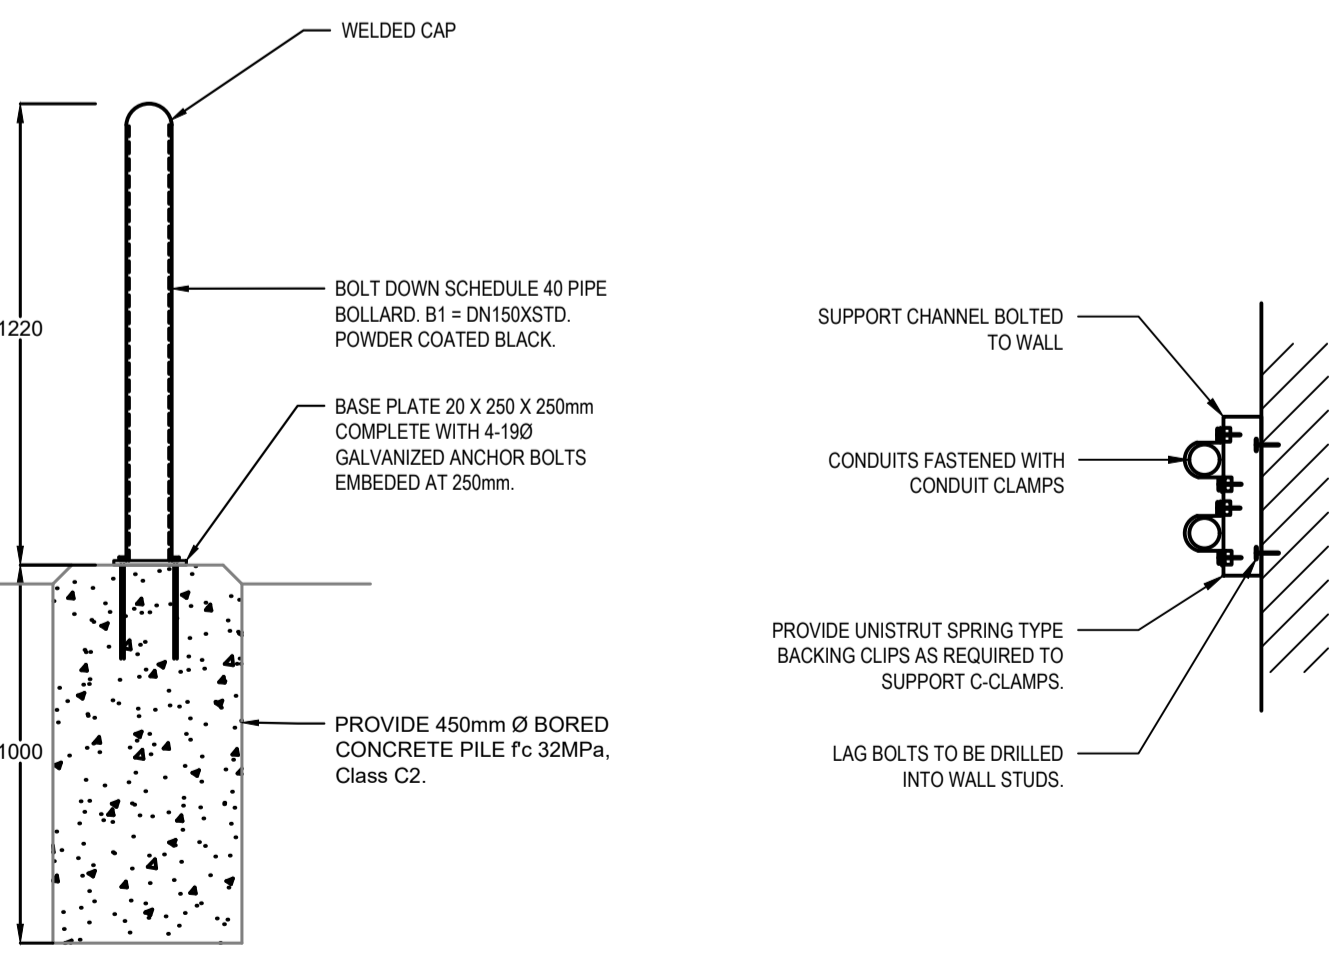 WELDED CAP
1220
BOLT DOWN SCHEDULE 40 PIPE
BOLLARD. B1 = DN150XSTD.
POWDER COATED BLACK.
BASE PLATE 20 X 250 X 250mm
COMPLETE WITH 4-19Ø
GALVANIZED ANCHOR BOLTS
EMBEDED AT 250mm.
1000
PROVIDE 450mm Ø BORED
CONCRETE PILE f'c 32MPa,
Class C2.
SUPPORT CHANNEL BOLTED
TO WALL
CONDUITS FASTENED WITH
CONDUIT CLAMPS
PROVIDE UNISTRUT SPRING TYPE
BACKING CLIPS AS REQUIRED TO
SUPPORT C-CLAMPS.
LAG BOLTS TO BE DRILLED
INTO WALL STUDS.